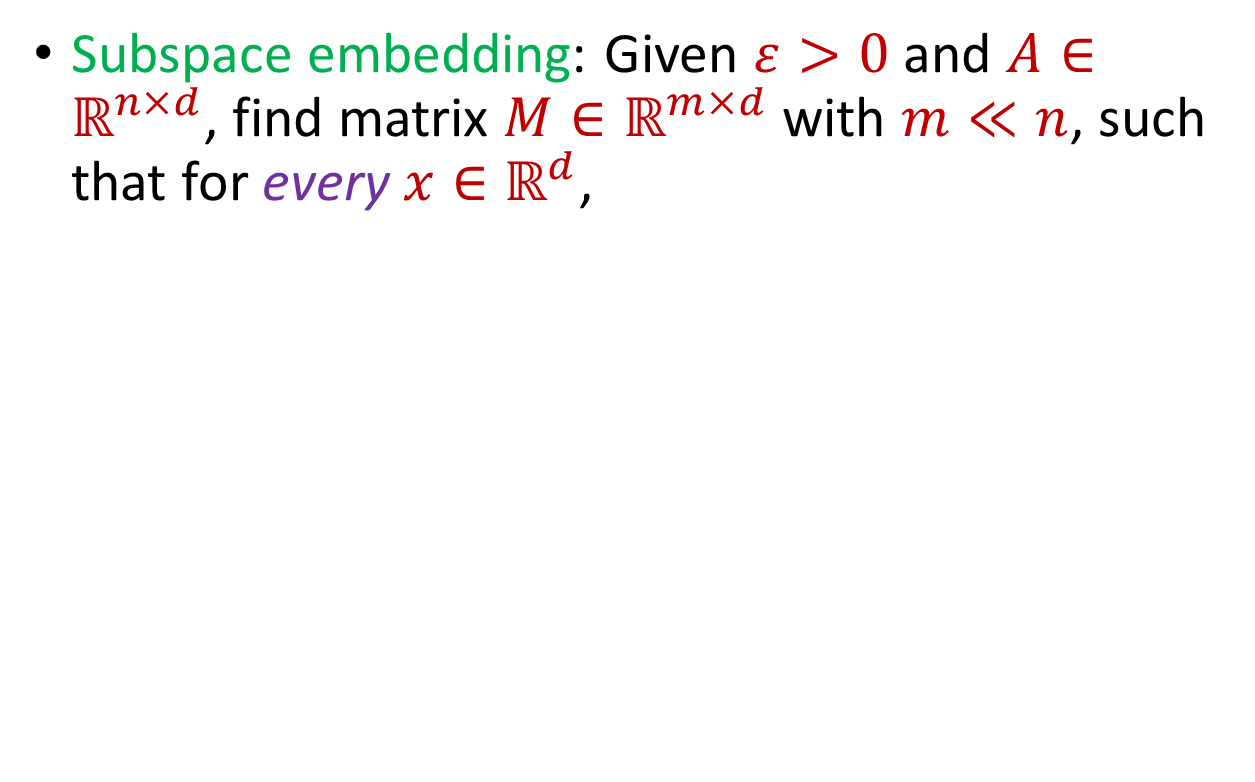 • Subspace embedding: Given 𝜀 > 0 and 𝐴 ∈
ℝ^{𝑛×𝑑}, find matrix 𝑀 ∈ ℝ^{𝑚×𝑑} with 𝑚 ≪ 𝑛, such
that for every 𝑥 ∈ ℝ^𝑑,